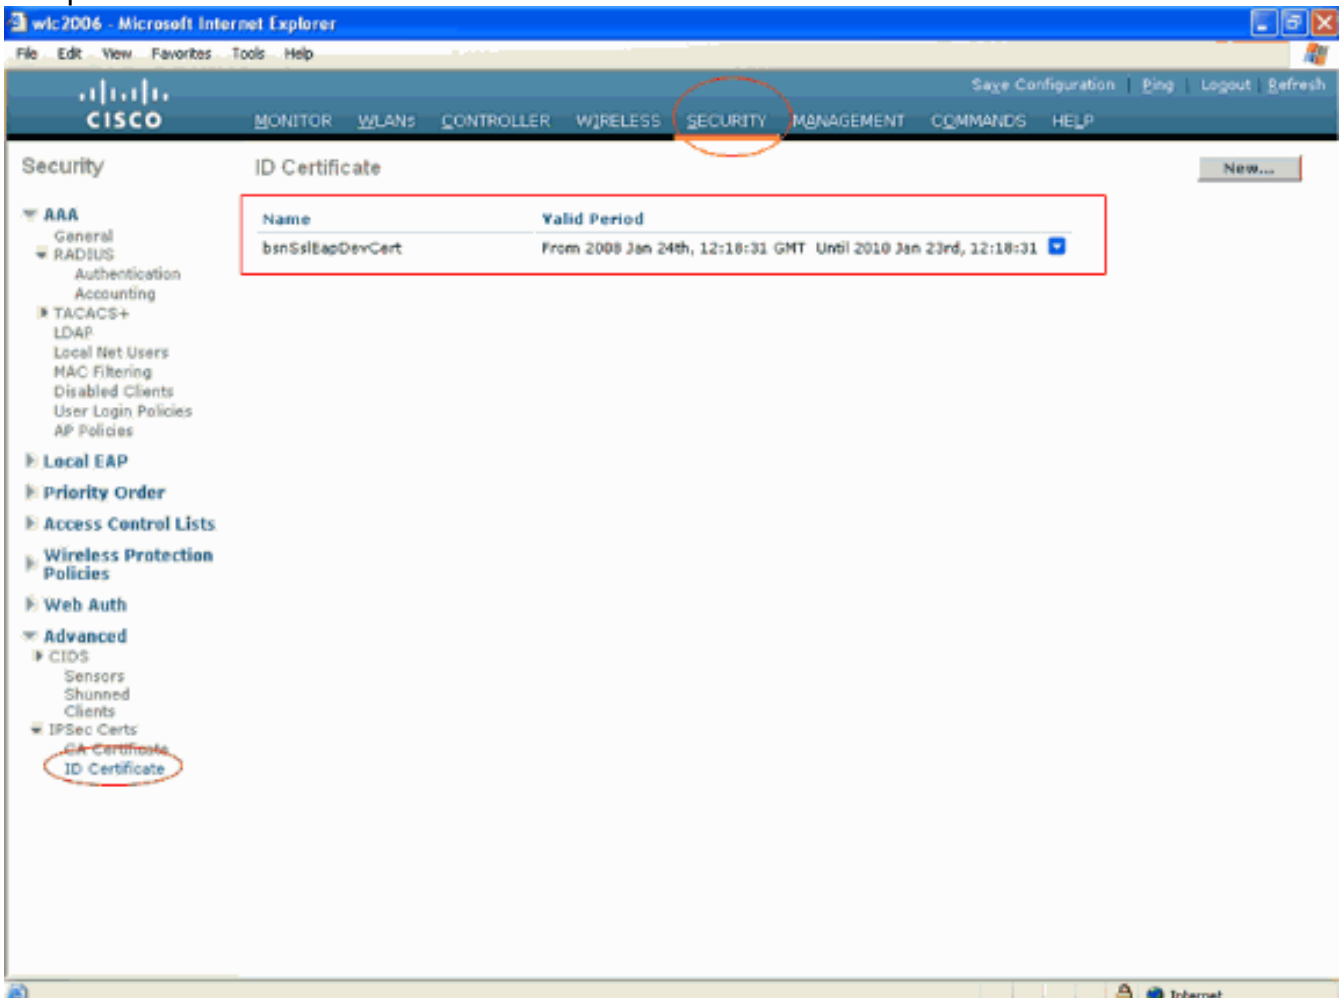 wlc2006 - Microsoft Internet Explorer
File Edit View Favorites Tools Help
Save Configuration | Ping | Logout | Refresh
CISCO
MONITOR WLANs CONTROLLER WIRELESS SECURITY MANAGEMENT COMMANDS HELP
Security
ID Certificate
New...
Name Valid Period
bsnSslEapDevCert From 2008 Jan 24th, 12:18:31 GMT Until 2010 Jan 23rd, 12:18:31
AAA
General
RADIUS
Authentication
Accounting
TACACS+
LDAP
Local Net Users
MAC Filtering
Disabled Clients
User Login Policies
AP Policies
Local EAP
Priority Order
Access Control Lists
Wireless Protection
Policies
Web Auth
Advanced
CIDS
Sensors
Shunned
Clients
IPSec Certs
CA Certificate
ID Certificate
Internet